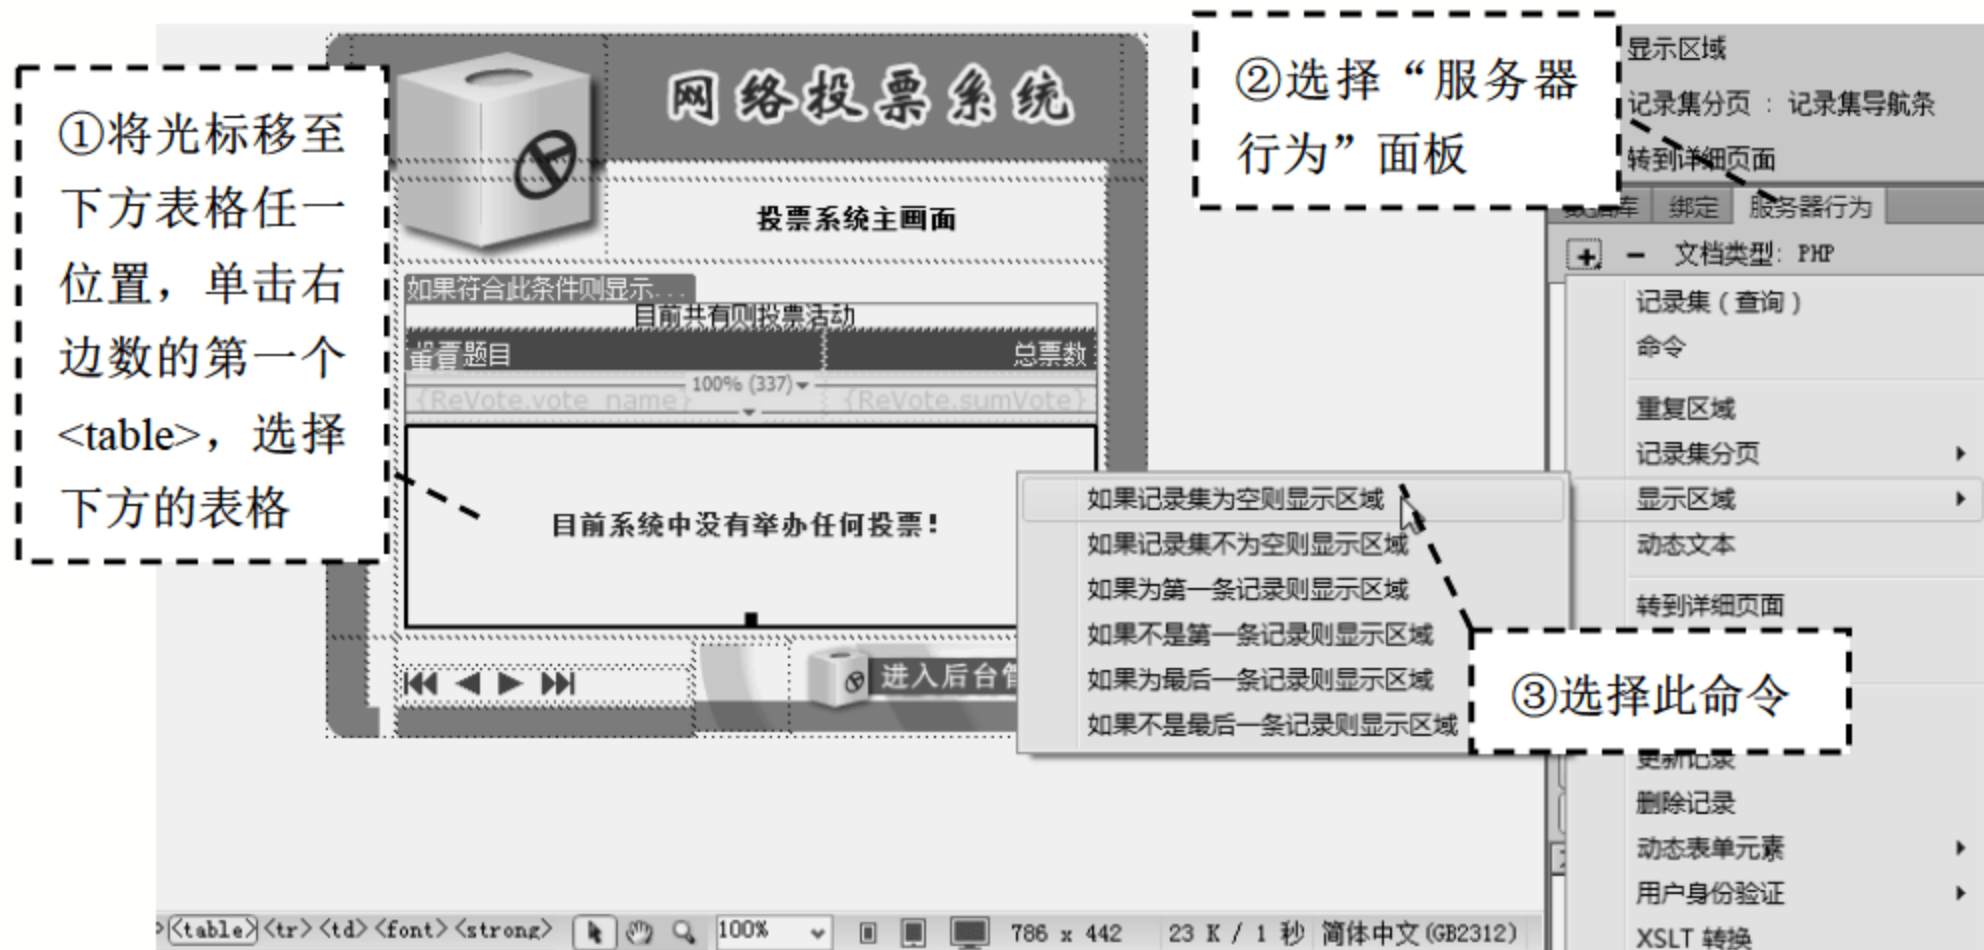 ①将光标移至
下方表格任一
位置，单击右
边数的第一个
<table>，选择
下方的表格
网络投票系统
投票系统主画面
如果符合此条件则显示...
目前共有则投票活动
题目
总票数
100% (337)
{ReVote.vote_name}
{ReVote.sumVote}
目前系统中没有举办任何投票！
进入后台
②选择“服务器
行为”面板
显示区域
记录集分页 : 记录集导航条
转到详细页面
绑定
服务器行为
文档类型: PHP
记录集（查询）
命令
重复区域
记录集分页
显示区域
动态文本
转到详细页面
如果记录集为空则显示区域
如果记录集不为空则显示区域
如果为第一条记录则显示区域
如果不是第一条记录则显示区域
如果为最后一条记录则显示区域
如果不是最后一条记录则显示区域
③选择此命令
更新记录
删除记录
动态表单元素
用户身份验证
XSLT 转换
<table> <tr> <td> <font> <strong>
100%
786 x 442
23 K / 1 秒
简体中文(GB2312)